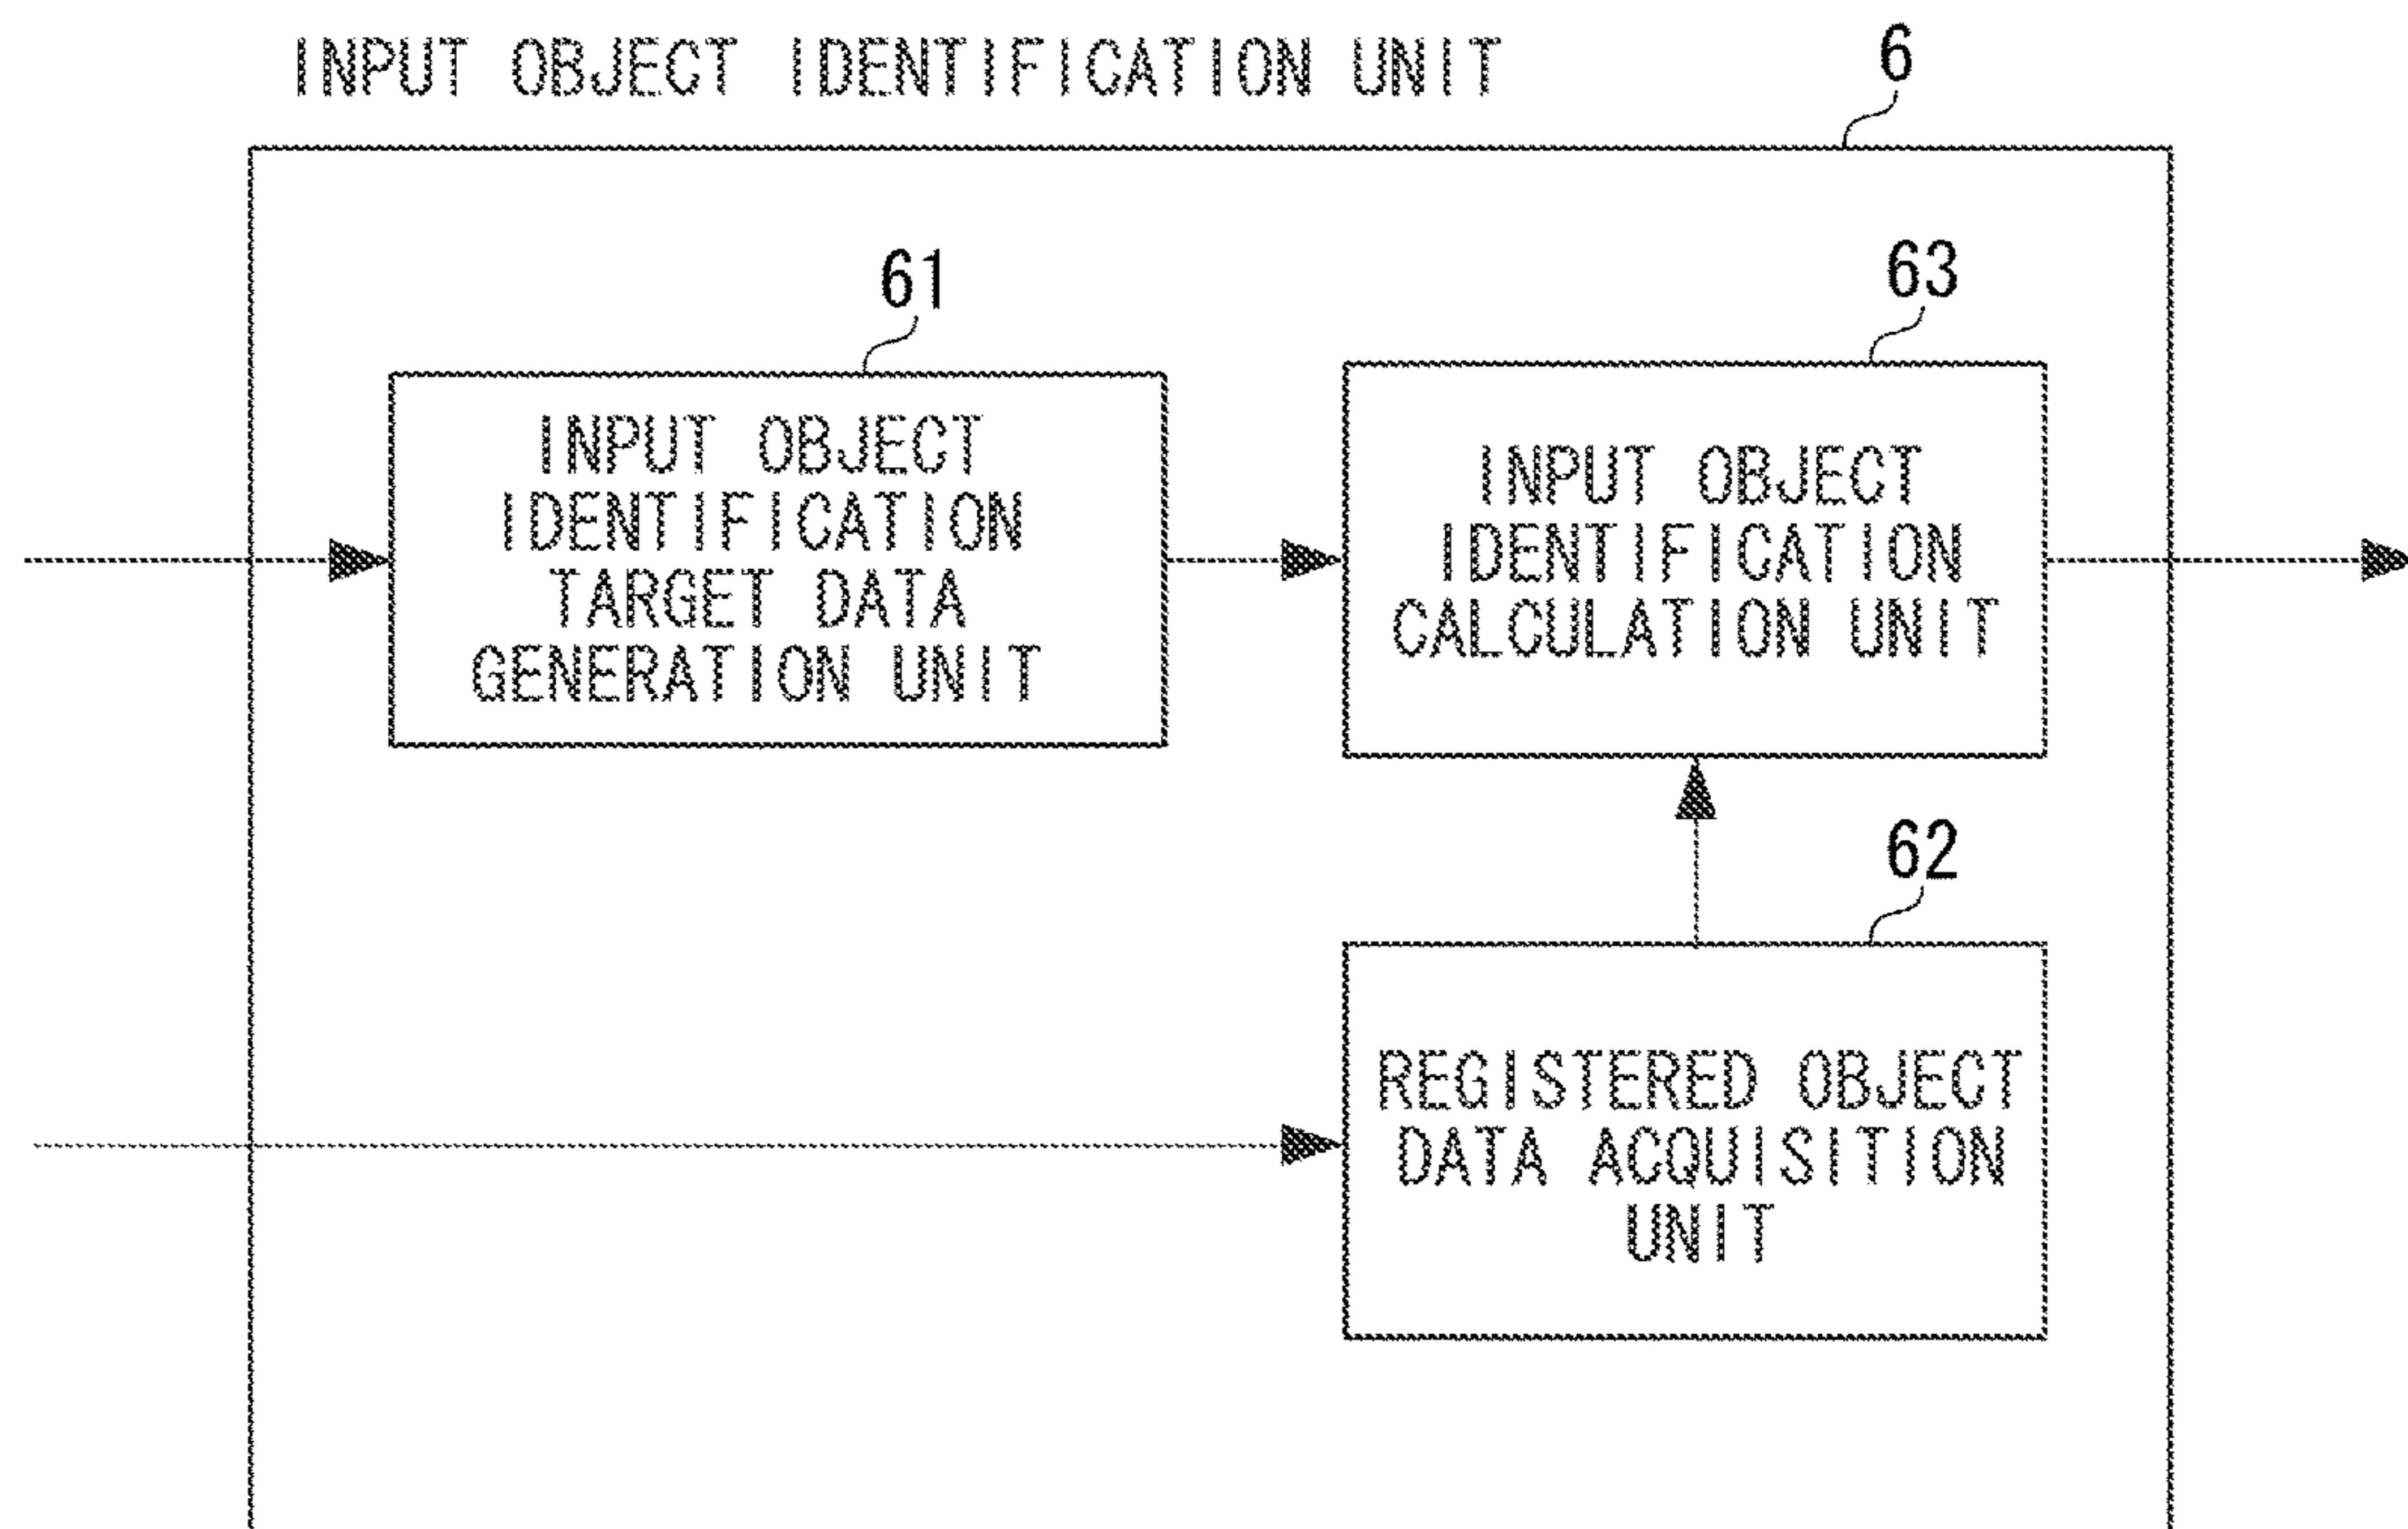 INPUT OBJECT IDENTIFICATION UNIT
6
61
INPUT OBJECT
IDENTIFICATION
TARGET DATA
GENERATION UNIT
63
INPUT OBJECT
IDENTIFICATION
CALCULATION UNIT
62
REGISTERED OBJECT
DATA ACQUISITION
UNIT